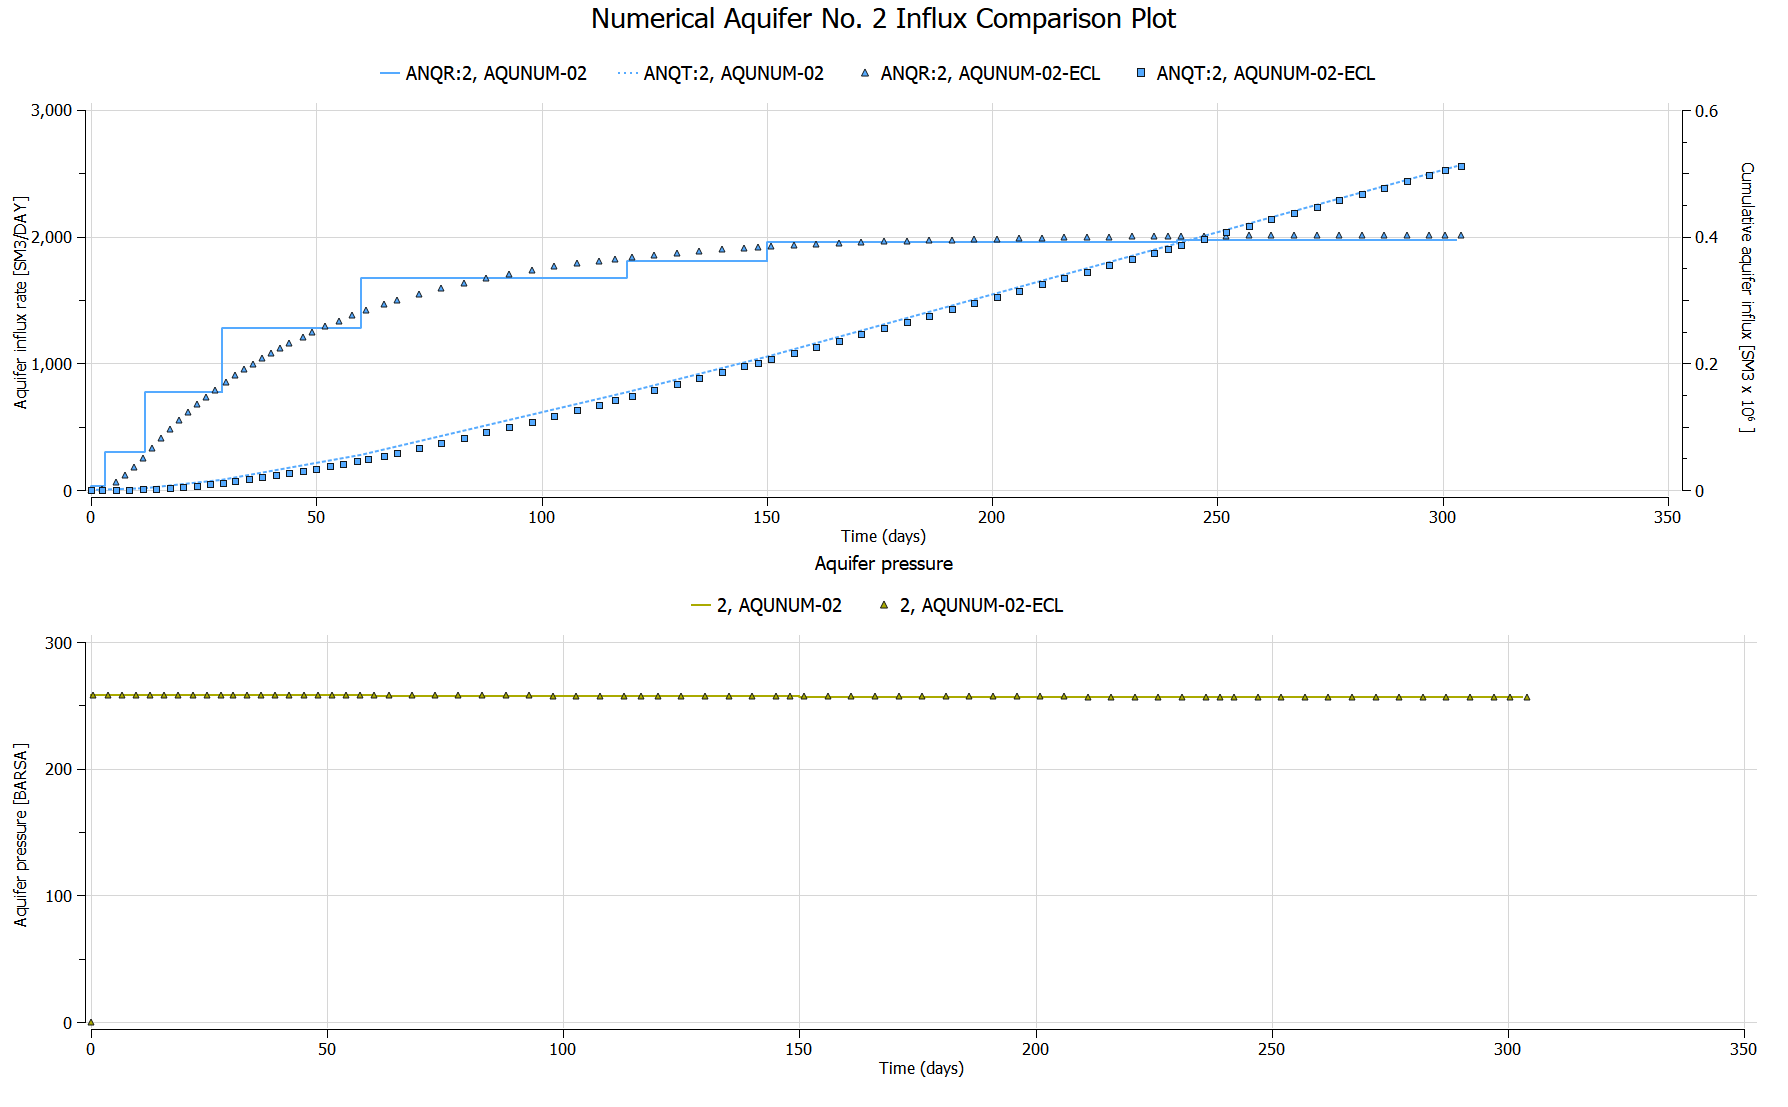 Numerical Aquifer No. 2 Influx Comparison Plot
ANQR:2, AQUNUM-02 ANQT:2, AQUNUM-02 ANQR:2, AQUNUM-02-ECL ANQT:2, AQUNUM-02-ECL
Aquifer influx rate [SM3/DAY]
3,000
2,000
1,000
0
0.6
0.4
0.2
0
Cumulative aquifer influx [SM3 x 10⁶ ]
0 50 100 150 200 250 300 350
Time (days)
Aquifer pressure
2, AQUNUM-02 2, AQUNUM-02-ECL
Aquifer pressure [BARSA]
300
200
100
0
0 50 100 150 200 250 300 350
Time (days)